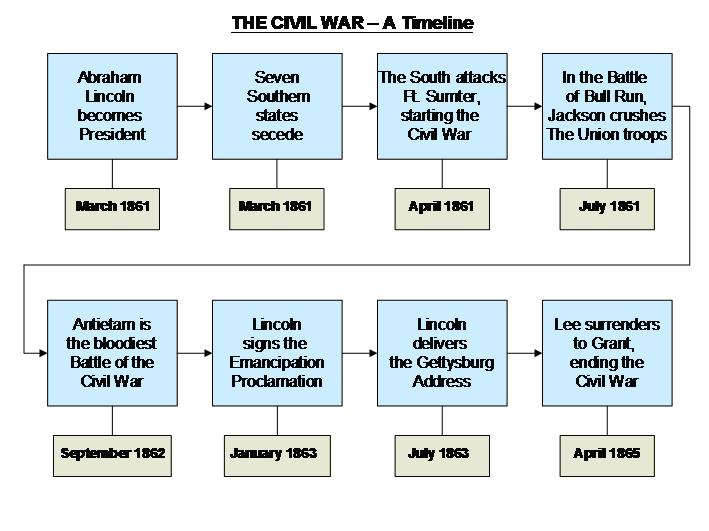 THE CIVIL WAR – A Timeline
Abraham
Lincoln
becomes
President
March 1861
Seven
Southern
states
secede
March 1861
The South attacks
Ft. Sumter,
starting the
Civil War
April 1861
In the Battle
of Bull Run,
Jackson crushes
The Union troops
July 1861
Antietam is
the bloodiest
Battle of the
Civil War
September 1862
Lincoln
signs the
Emancipation
Proclamation
January 1863
Lincoln
delivers
the Gettysburg
Address
July 1863
Lee surrenders
to Grant,
ending the
Civil War
April 1865